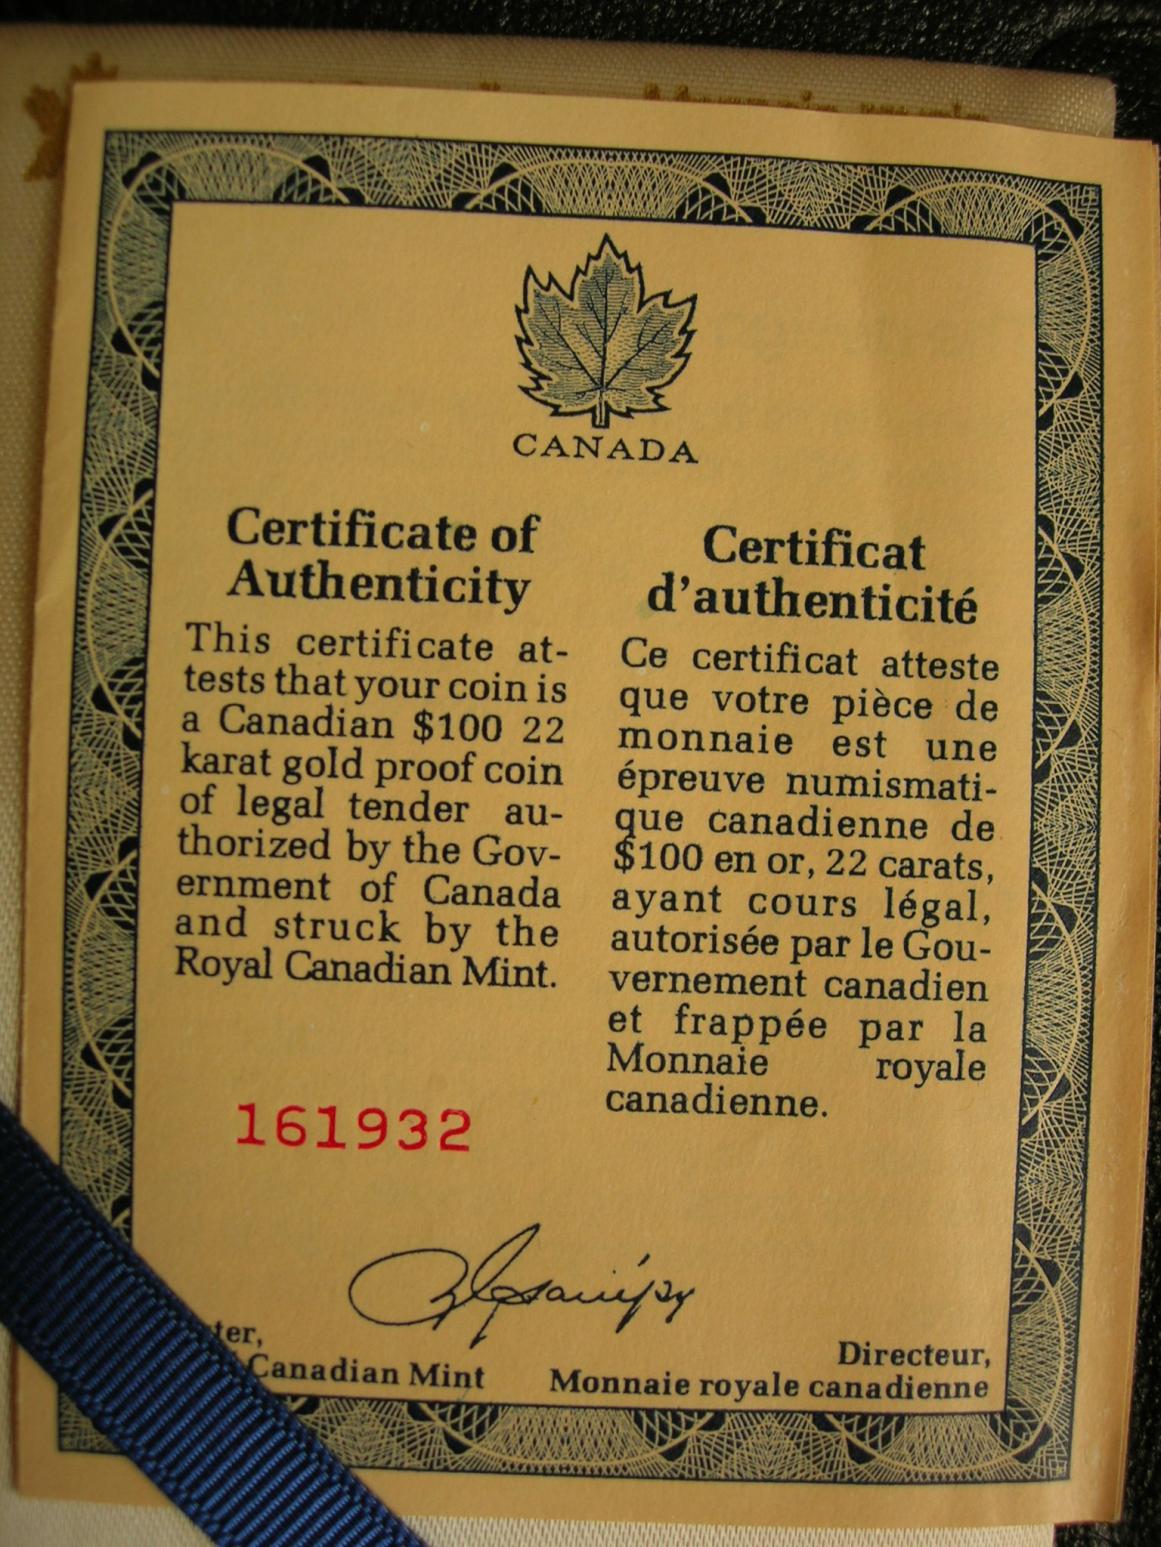 CANADA
Certificate of
Authenticity
This certificate at-
tests that your coin is
a Canadian $100 22
karat gold proof coin
of legal tender au-
thorized by the Gov-
ernment of Canada
and struck by the
Royal Canadian Mint.
161932
Certificat
d'authenticité
Ce certificat atteste
que votre pièce de
monnaie est une
épreuve numismati-
que canadienne de
$100 en or, 22 carats,
ayant cours légal,
autorisée par le Gou-
vernement canadien
et frappée par la
Monnaie royale
canadienne.
Canadian Mint
Directeur,
Monnaie royale canadienne